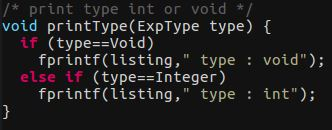 /* print type int or void */
void printType(ExpType type) {
  if (type==Void)
    fprintf(listing," type : void");
  else if (type==Integer)
    fprintf(listing," type : int");
}